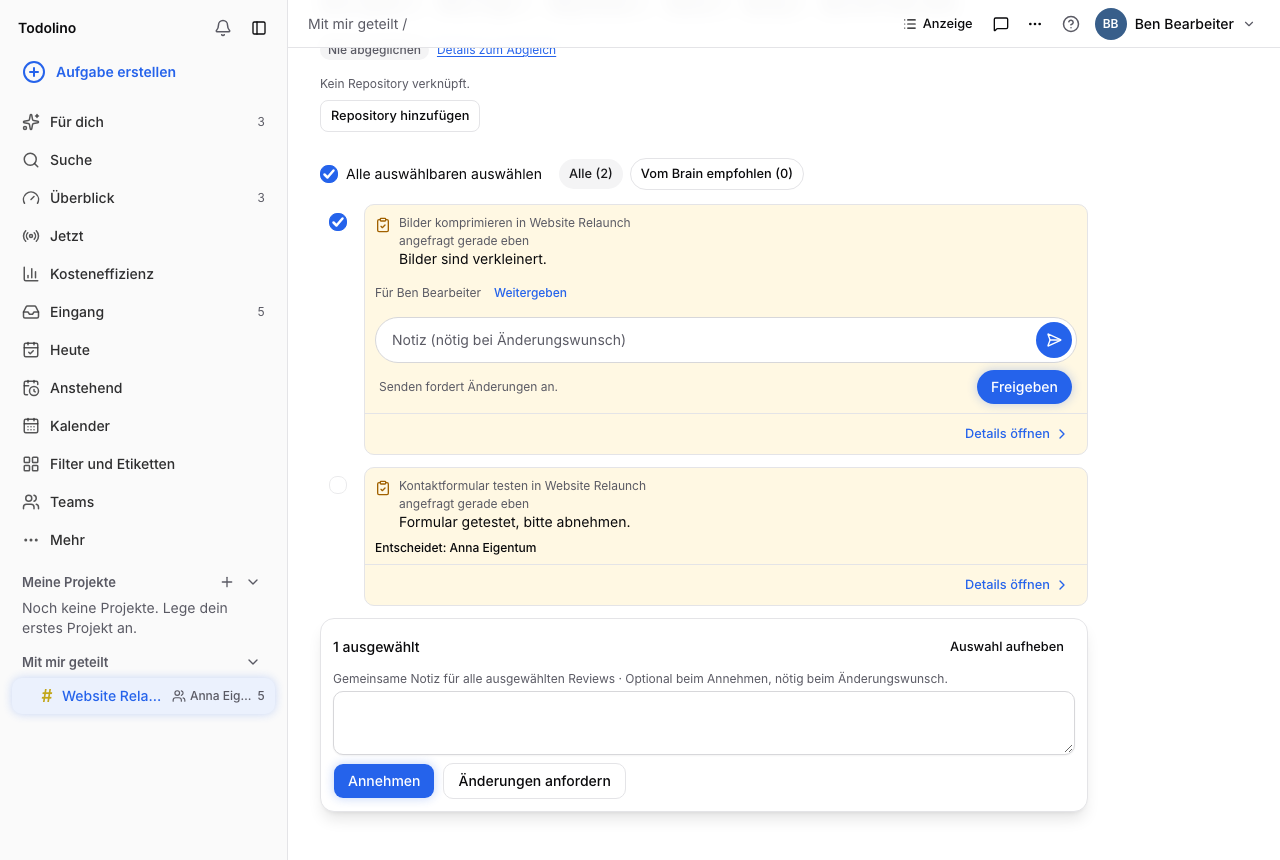 Todolino
Aufgabe erstellen
Für dich 3
Suche
Überblick 3
Jetzt
Kosteneffizienz
Eingang 5
Heute
Anstehend
Kalender
Filter und Etiketten
Teams
Mehr
Meine Projekte
Noch keine Projekte. Lege dein
erstes Projekt an.
Mit mir geteilt
# Website Rela... Anna Eig... 5
Mit mir geteilt /
Anzeige
BB Ben Bearbeiter
Nie abgeglichen Details zum Abgleich
Kein Repository verknüpft.
Repository hinzufügen
Alle auswählbaren auswählen Alle (2) Vom Brain empfohlen (0)
Bilder komprimieren in Website Relaunch
angefragt gerade eben
Bilder sind verkleinert.
Für Ben Bearbeiter Weitergeben
Notiz (nötig bei Änderungswunsch)
Senden fordert Änderungen an. Freigeben
Details öffnen
Kontaktformular testen in Website Relaunch
angefragt gerade eben
Formular getestet, bitte abnehmen.
Entscheidet: Anna Eigentum
Details öffnen
1 ausgewählt Auswahl aufheben
Gemeinsame Notiz für alle ausgewählten Reviews · Optional beim Annehmen, nötig beim Änderungswunsch.
Annehmen Änderungen anfordern